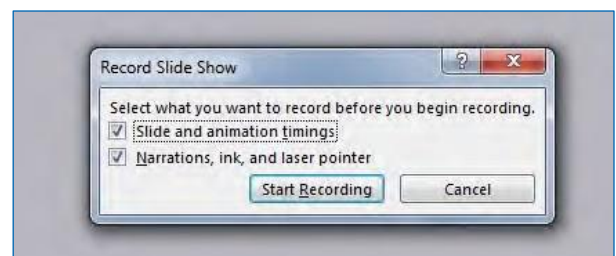 Record Slide Show
?
Select what you want to record before you begin recording.
Slide and animation timings
Narrations, ink, and laser pointer
Start Recording Cancel